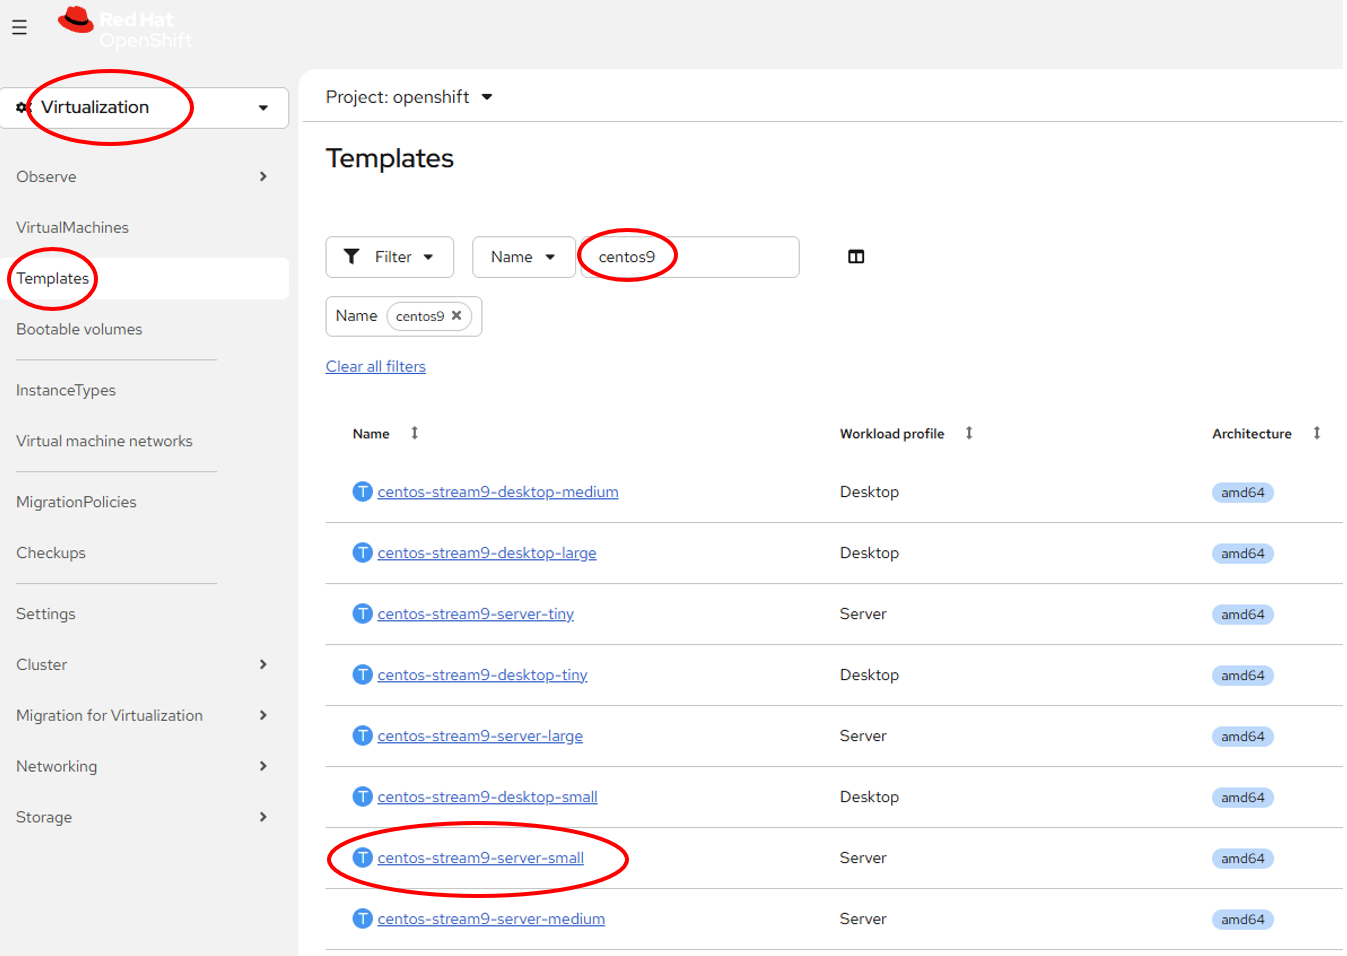 Red Hat
OpenShift
Virtualization
Observe
VirtualMachines
Templates
Bootable volumes
InstanceTypes
Virtual machine networks
MigrationPolicies
Checkups
Settings
Cluster
Migration for Virtualization
Networking
Storage
Project: openshift
Templates
Filter Name centos9
Name centos9
Clear all filters
Name Workload profile Architecture
T centos-stream9-desktop-medium Desktop amd64
T centos-stream9-desktop-large Desktop amd64
T centos-stream9-server-tiny Server amd64
T centos-stream9-desktop-tiny Desktop amd64
T centos-stream9-server-large Server amd64
T centos-stream9-desktop-small Desktop amd64
T centos-stream9-server-small Server amd64
T centos-stream9-server-medium Server amd64